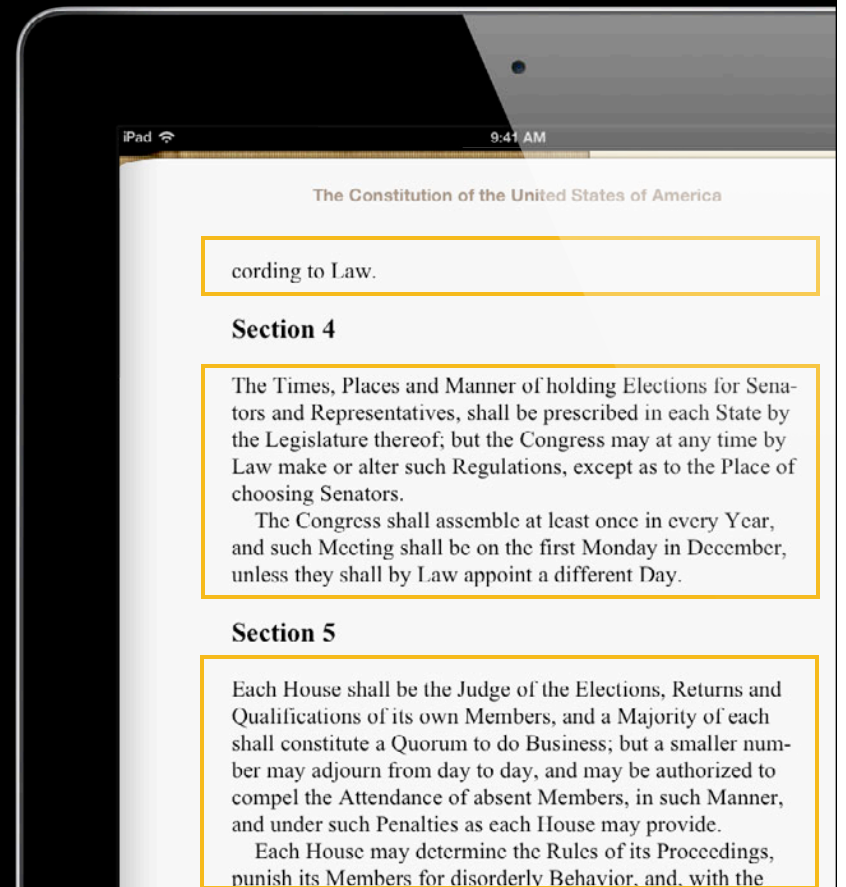 iPad
9:41 AM
The Constitution of the United States of America
cording to Law.
Section 4
The Times, Places and Manner of holding Elections for Sena-
tors and Representatives, shall be prescribed in each State by
the Legislature thereof; but the Congress may at any time by
Law make or alter such Regulations, except as to the Place of
choosing Senators.
The Congress shall assemble at least once in every Year,
and such Meeting shall be on the first Monday in December,
unless they shall by Law appoint a different Day.
Section 5
Each House shall be the Judge of the Elections, Returns and
Qualifications of its own Members, and a Majority of each
shall constitute a Quorum to do Business; but a smaller num-
ber may adjourn from day to day, and may be authorized to
compel the Attendance of absent Members, in such Manner,
and under such Penalties as each House may provide.
Each House may determine the Rules of its Proceedings,
punish its Members for disorderly Behavior, and, with the